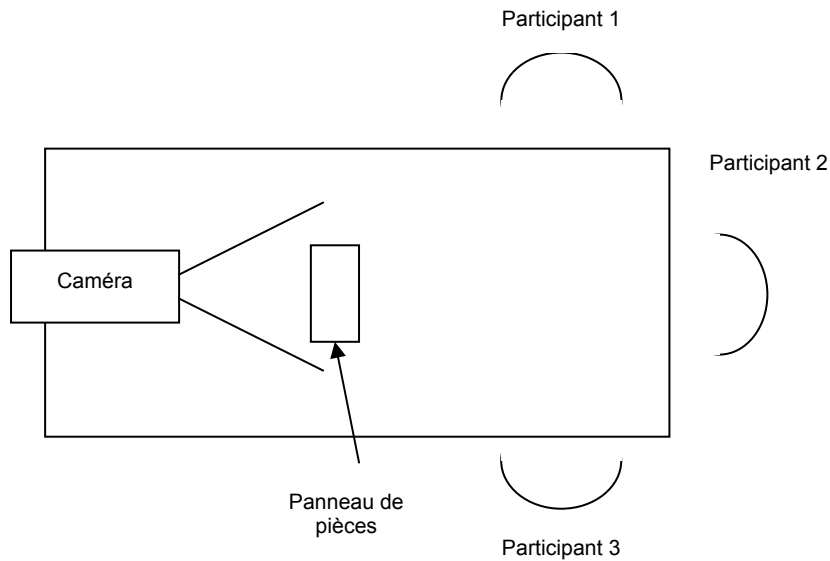 Participant 1
Participant 2
Caméra
Panneau de
pièces
Participant 3